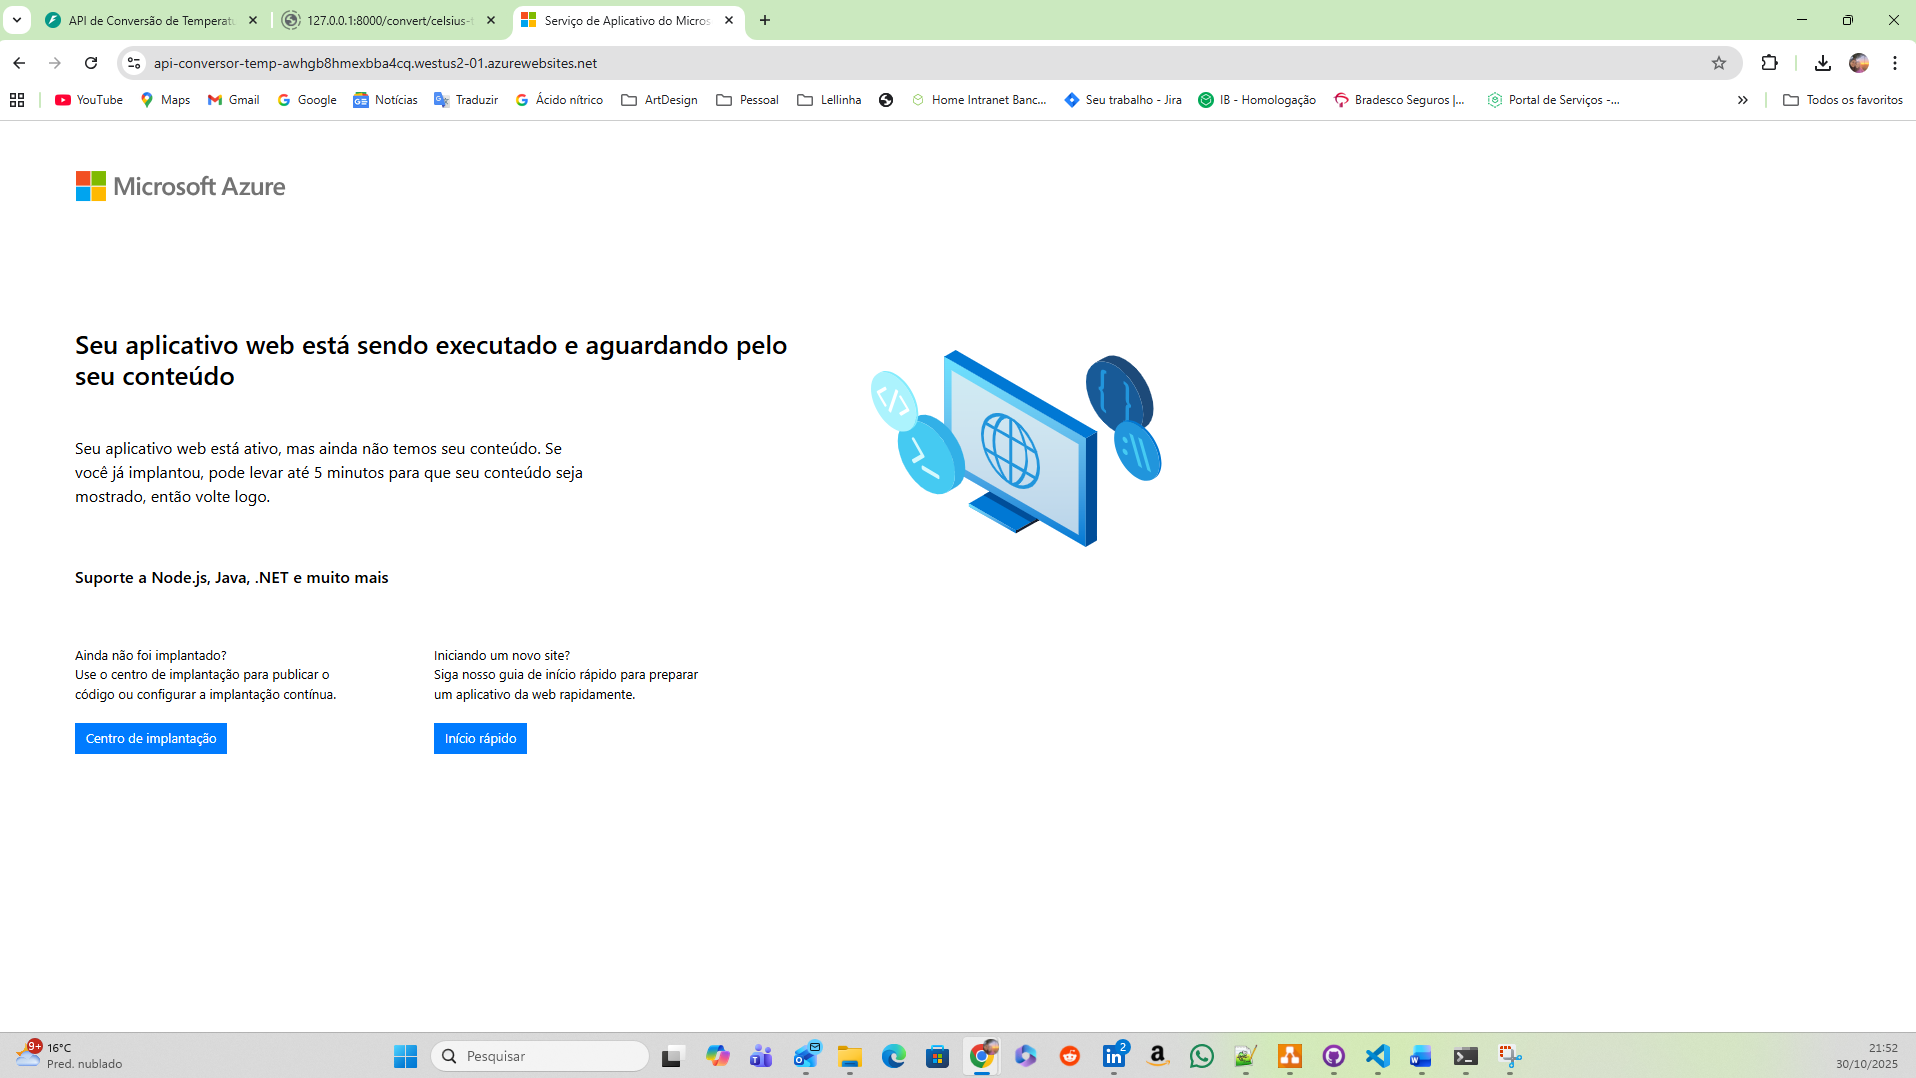 API de Conversão de Temperatu
127.0.0.1:8000/convert/celsius-t
Serviço de Aplicativo do Micros
api-conversor-temp-awhgb8hmexbba4cq.westus2-01.azurewebsites.net
YouTube
Maps
Gmail
Google
Notícias
Traduzir
Ácido nítrico
ArtDesign
Pessoal
Lellinha
Home Intranet Banc...
Seu trabalho - Jira
IB - Homologação
Bradesco Seguros |...
Portal de Serviços -...
Todos os favoritos
Microsoft Azure
Seu aplicativo web está sendo executado e aguardando pelo
seu conteúdo
Seu aplicativo web está ativo, mas ainda não temos seu conteúdo. Se
você já implantou, pode levar até 5 minutos para que seu conteúdo seja
mostrado, então volte logo.
Suporte a Node.js, Java, .NET e muito mais
Ainda não foi implantado?
Use o centro de implantação para publicar o
código ou configurar a implantação contínua.
Centro de implantação
Iniciando um novo site?
Siga nosso guia de início rápido para preparar
um aplicativo da web rapidamente.
Início rápido
9+
16°C
Pred. nublado
Pesquisar
2
21:52
30/10/2025